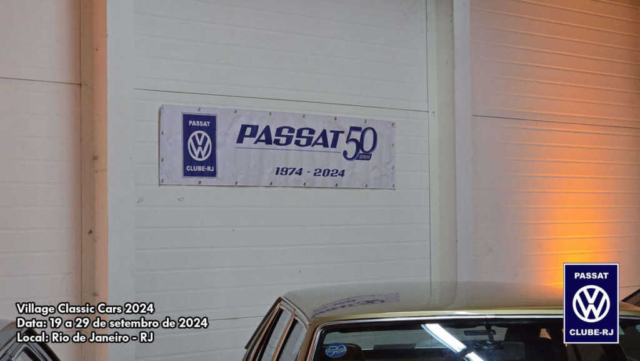 PASSAT
CLUBE-RJ
PASSAT 50
1974 - 2024
Village Classic Cars 2024
Data: 19 a 29 de setembro de 2024
Local: Rio de Janeiro - RJ
PASSAT
CLUBE-RJ